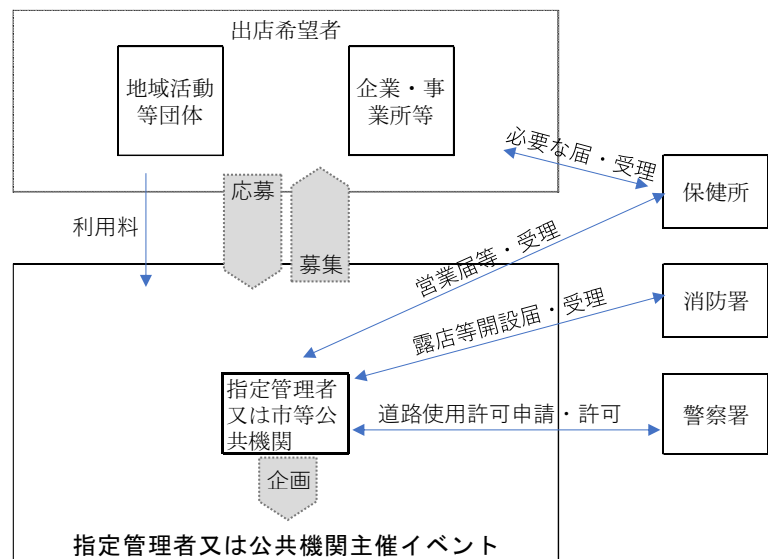 出店希望者
地域活動
等団体
企業・事
業所等
必要な届・受理
保健所
応募
利用料
募集
営業届等・受理
消防署
露店等開設届・受理
指定管理者
又は市等公
共機関
道路使用許可申請・許可
警察署
企画
指定管理者又は公共機関主催イベント